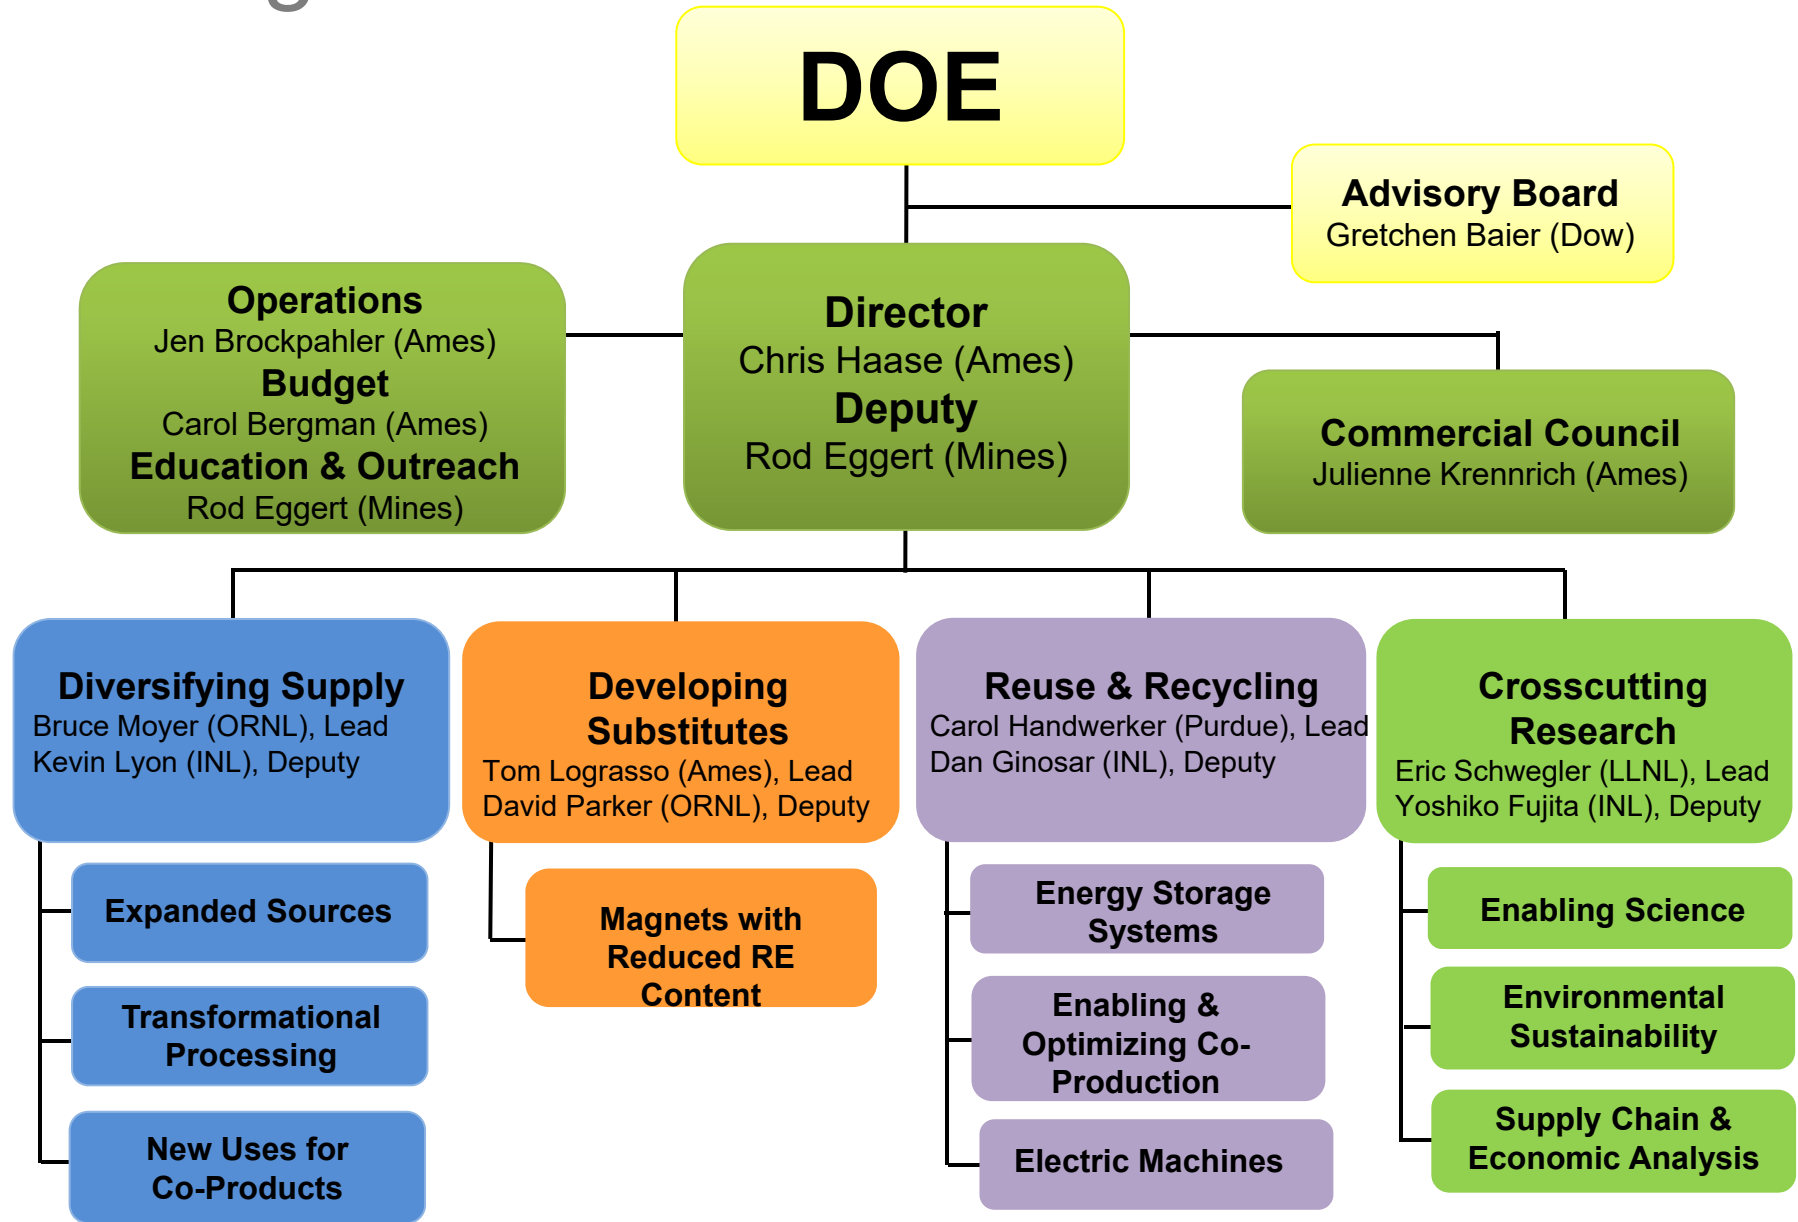 DOE
Advisory Board
Gretchen Baier (Dow)
Operations
Jen Brockpahler (Ames)
Budget
Carol Bergman (Ames)
Education & Outreach
Rod Eggert (Mines)
Director
Chris Haase (Ames)
Deputy
Rod Eggert (Mines)
Commercial Council
Julienne Krennrich (Ames)
Diversifying Supply
Bruce Moyer (ORNL), Lead
Kevin Lyon (INL), Deputy
Expanded Sources
Transformational
Processing
New Uses for
Co-Products
Developing
Substitutes
Tom Lograsso (Ames), Lead
David Parker (ORNL), Deputy
Magnets with
Reduced RE
Content
Reuse & Recycling
Carol Handwerker (Purdue), Lead
Dan Ginosar (INL), Deputy
Energy Storage
Systems
Enabling &
Optimizing Co-
Production
Electric Machines
Crosscutting
Research
Eric Schwegler (LLNL), Lead
Yoshiko Fujita (INL), Deputy
Enabling Science
Environmental
Sustainability
Supply Chain &
Economic Analysis